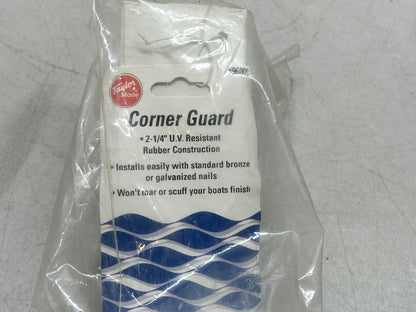 Taylor
Made
Corner Guard
• 2-1/4" U.V. Resistant
Rubber Construction
• Installs easily with standard bronze
or galvanized nails
• Won't mar or scuff your boats finish